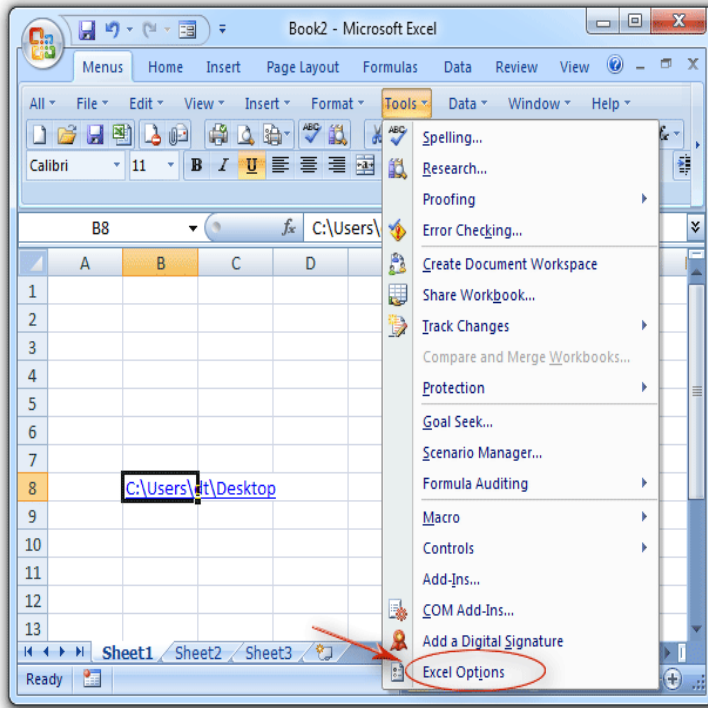 Book2 - Microsoft Excel
Menus Home Insert Page Layout Formulas Data Review View
All File Edit View Insert Format Tools Data Window Help
ABC ABC
Calibri 11 B I U a
B8 fx C:\Users\
A B C D
1
2
3
4
5
6
7
8 C:\Users\dt\Desktop
9
10
11
12
13
Spelling...
Research...
Proofing
Error Checking...
Create Document Workspace
Share Workbook...
Track Changes
Compare and Merge Workbooks...
Protection
Goal Seek...
Scenario Manager...
Formula Auditing
Macro
Controls
Add-Ins...
COM Add-Ins...
Add a Digital Signature
Excel Options
Sheet1 Sheet2 Sheet3
Ready